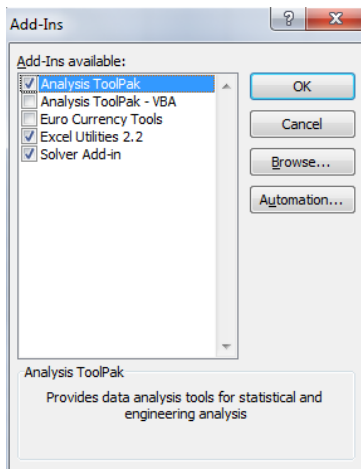 Add-Ins
Add-Ins available:
Analysis ToolPak
Analysis ToolPak - VBA
Euro Currency Tools
Excel Utilities 2.2
Solver Add-in
OK
Cancel
Browse...
Automation...
Analysis ToolPak
Provides data analysis tools for statistical and
engineering analysis